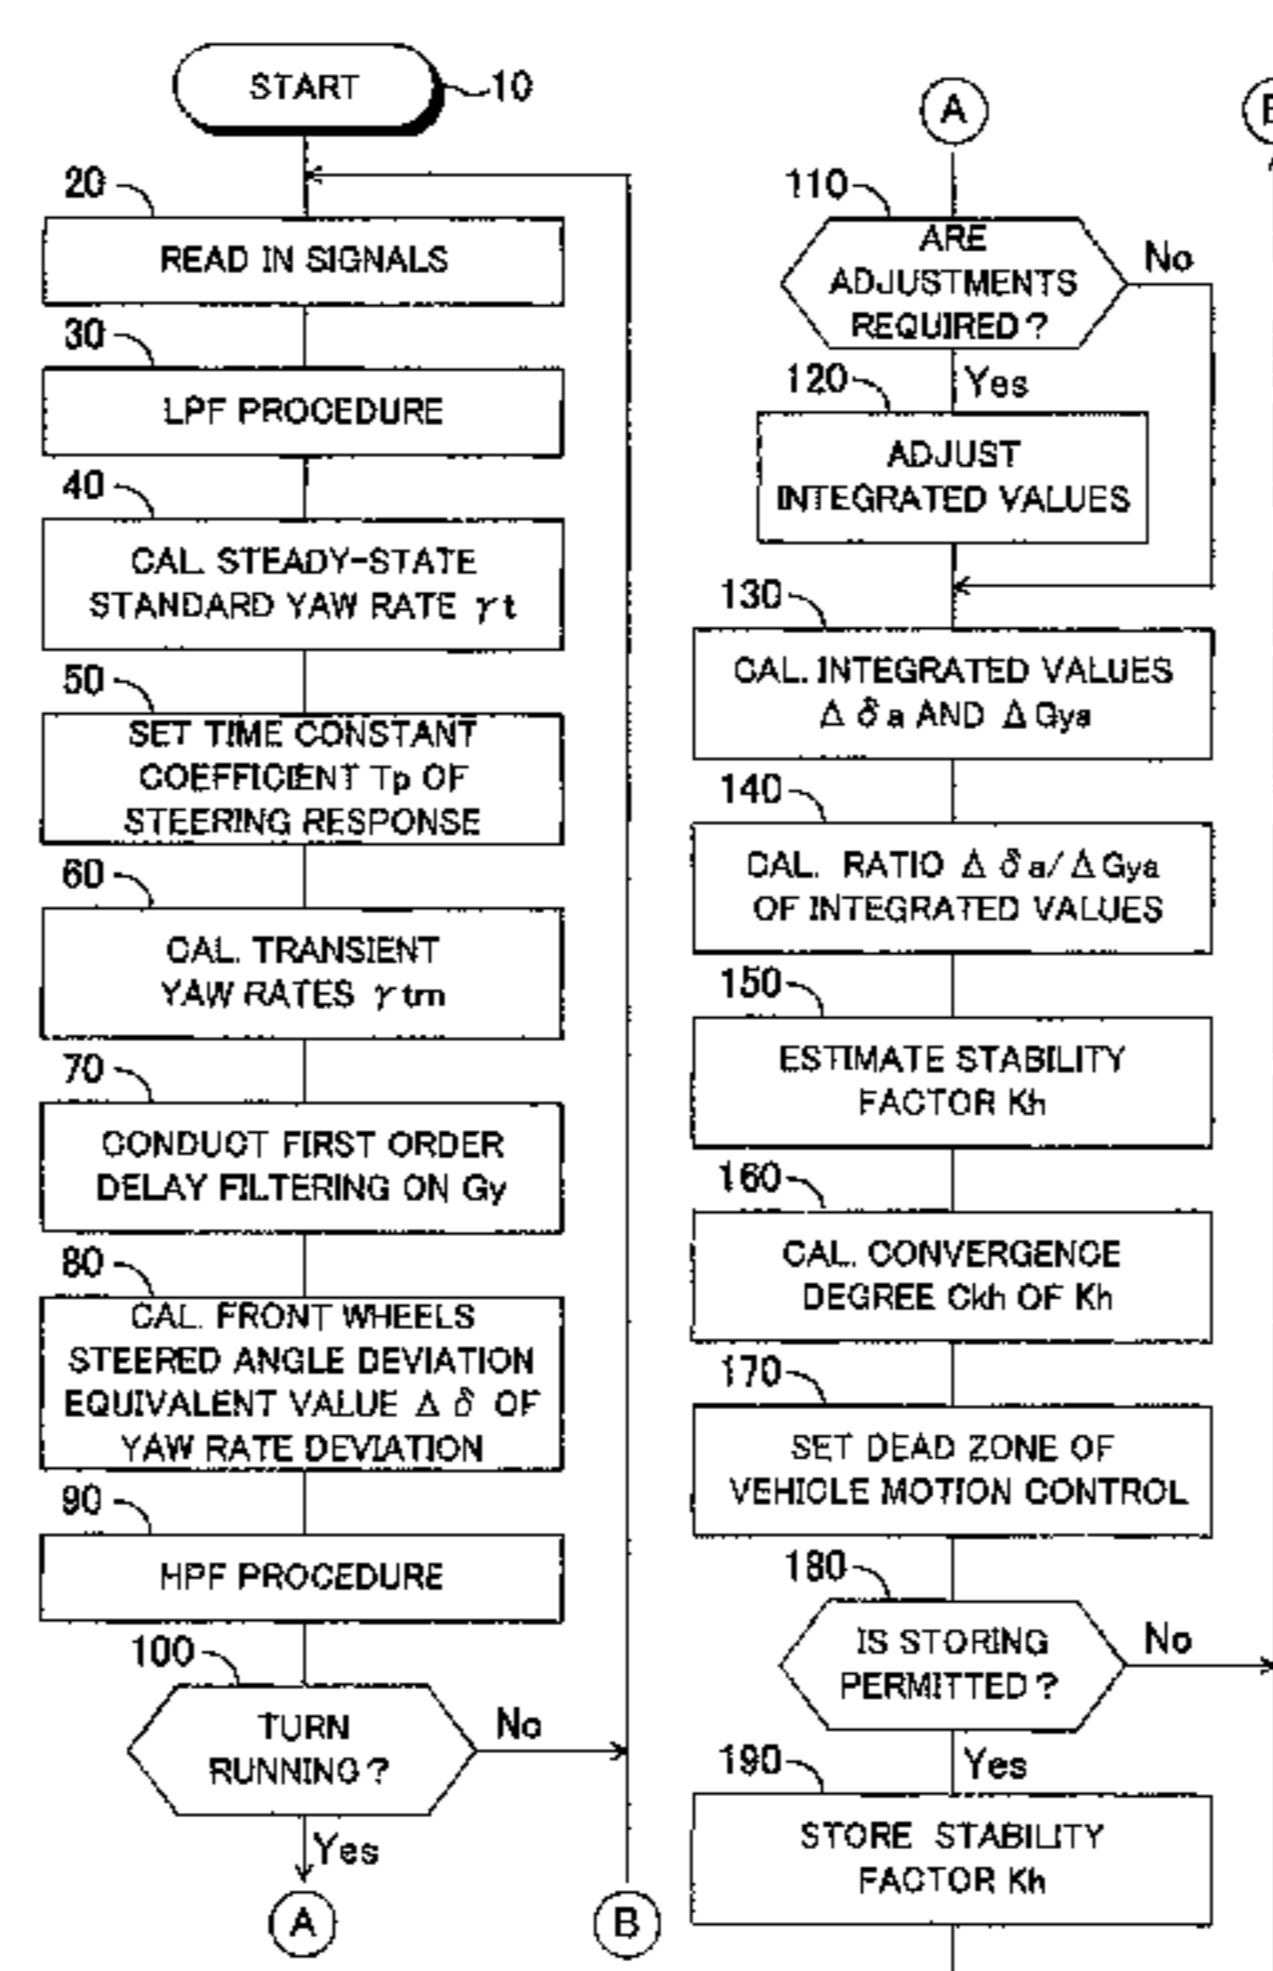 START
10
20
READ IN SIGNALS
30
LPF PROCEDURE
40
CAL. STEADY-STATE
STANDARD YAW RATE γt
50
SET TIME CONSTANT
COEFFICIENT Tp OF
STEERING RESPONSE
60
CAL. TRANSIENT
YAW RATES γtm
70
CONDUCT FIRST ORDER
DELAY FILTERING ON Gy
80
CAL. FRONT WHEELS
STEERED ANGLE DEVIATION
EQUIVALENT VALUE Δδ OF
YAW RATE DEVIATION
90
HPF PROCEDURE
100
TURN
RUNNING?
No
Yes
A
B
A
110
ARE
ADJUSTMENTS
REQUIRED?
No
Yes
120
ADJUST
INTEGRATED VALUES
130
CAL. INTEGRATED VALUES
Δδa AND ΔGya
140
CAL. RATIO Δδa/ΔGya
OF INTEGRATED VALUES
150
ESTIMATE STABILITY
FACTOR Kh
160
CAL. CONVERGENCE
DEGREE Ckh OF Kh
170
SET DEAD ZONE OF
VEHICLE MOTION CONTROL
180
IS STORING
PERMITTED?
No
Yes
190
STORE STABILITY
FACTOR Kh